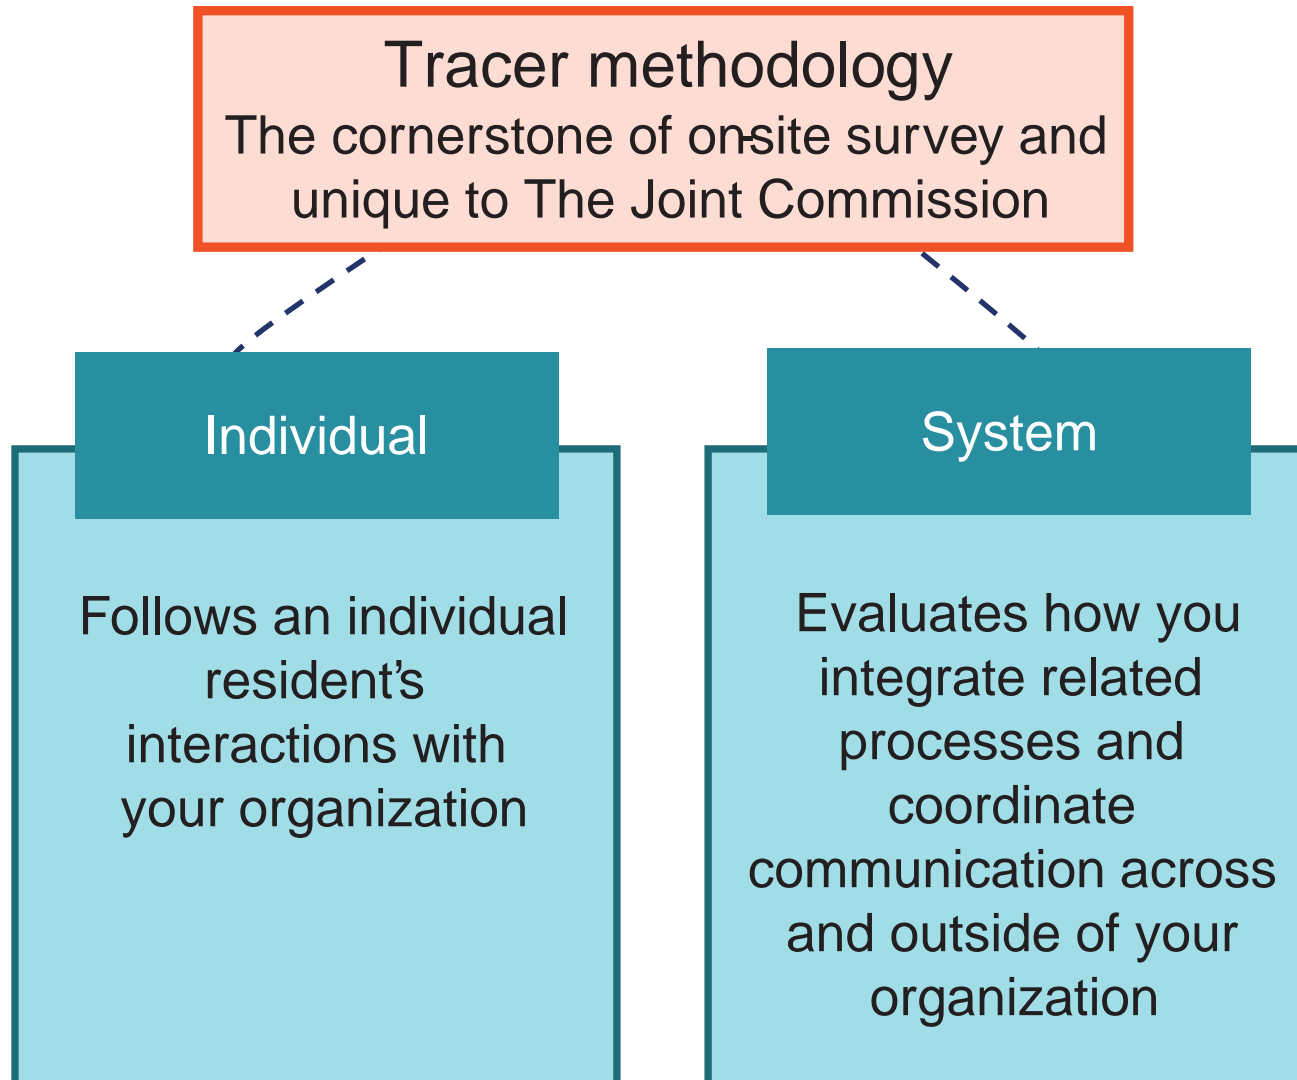 Tracer methodology
The cornerstone of on-site survey and
unique to The Joint Commission
Individual
Follows an individual
resident's
interactions with
your organization
System
Evaluates how you
integrate related
processes and
coordinate
communication across
and outside of your
organization